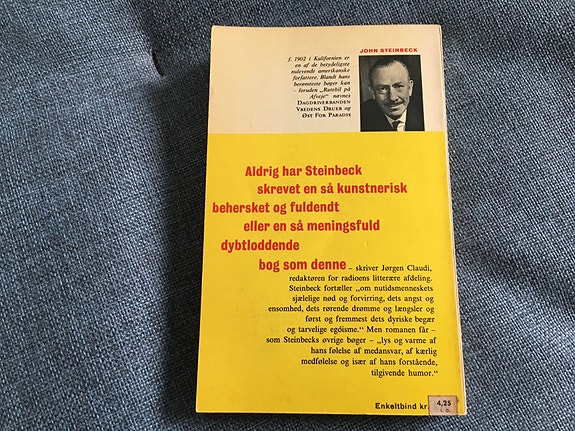 JOHN STEINBECK
f. 1902 i Kalifornien er
en af de betydeligste
nulevende amerikanske
forfattere. Blandt hans
berømteste bøger kan
- foruden „Rutebil på
Afveje" nævnes
DAGDRIVERBANDEN
VREDENS DRUER og
ØST FOR PARADIS
Aldrig har Steinbeck
skrevet en så kunstnerisk
behersket og fuldendt
eller en så meningsfuld
dybtloddende
bog som denne – skriver Jørgen Claudi,
redaktøren for radioens litterære afdeling.
Steinbeck fortæller „om nutidsmenneskets
sjælelige nød og forvirring, dets angst og
ensomhed, dets rørende drømme og længsler og
først og fremmest dets dyriske begær
og tarvelige egoisme." Men romanen får –
som Steinbecks øvrige bøger – „lys og varme af
hans følelse af medansvar, af kærlig
medfølelse og især af hans forstående,
tilgivende humor."
Enkeltbind kr. 4,25